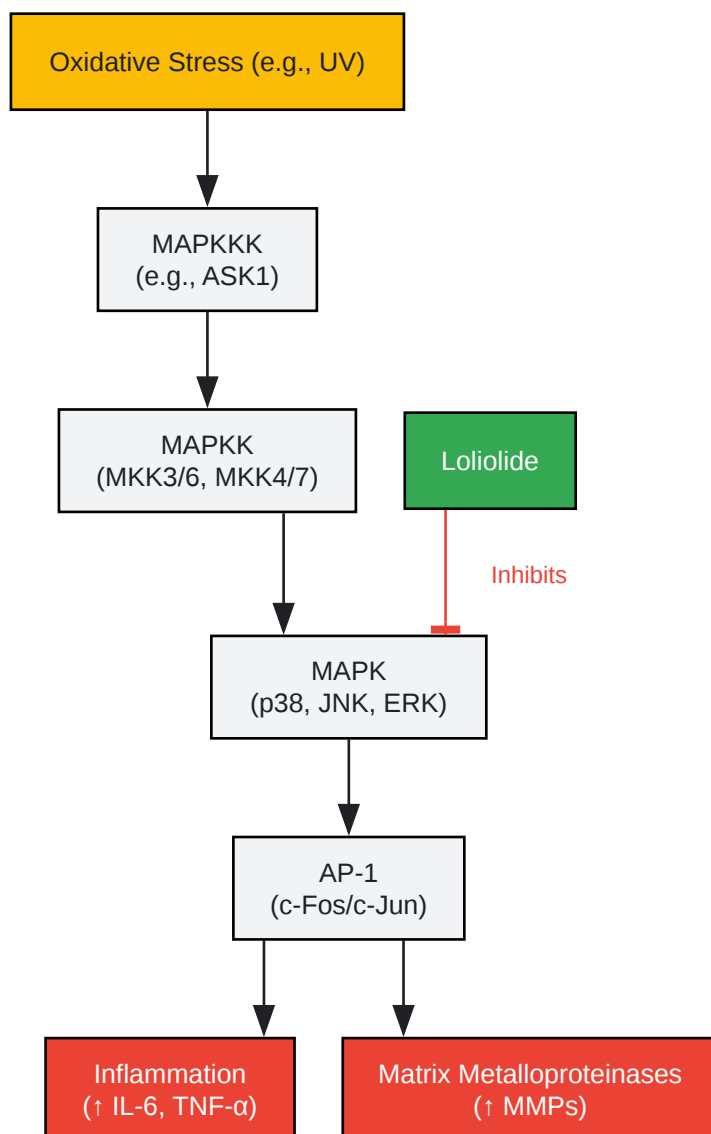 Oxidative Stress (e.g., UV)
MAPKKK
(e.g., ASK1)
MAPKK
(MKK3/6, MKK4/7)
Loliolide
Inhibits
MAPK
(p38, JNK, ERK)
AP-1
(c-Fos/c-Jun)
Inflammation
(↑ IL-6, TNF-α)
Matrix Metalloproteinases
(↑ MMPs)